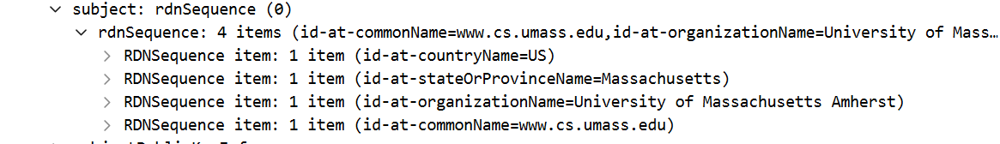 subject: rdnSequence (0)
rdnSequence: 4 items (id-at-commonName=www.cs.umass.edu,id-at-organizationName=University of Mass…
RDNSequence item: 1 item (id-at-countryName=US)
RDNSequence item: 1 item (id-at-stateOrProvinceName=Massachusetts)
RDNSequence item: 1 item (id-at-organizationName=University of Massachusetts Amherst)
RDNSequence item: 1 item (id-at-commonName=www.cs.umass.edu)